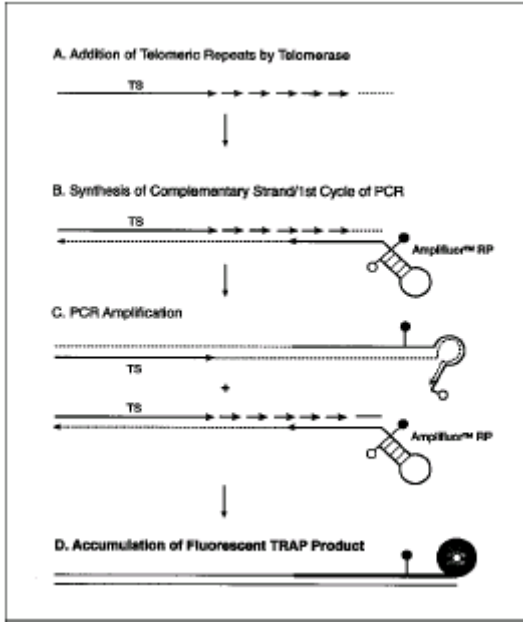 A. Addition of Telomeric Repeats by Telomerase
TS
B. Synthesis of Complementary Strand/1st Cycle of PCR
TS
Amplifluor™ RP
C. PCR Amplification
TS
+
TS
Amplifluor™ RP
D. Accumulation of Fluorescent TRAP Product